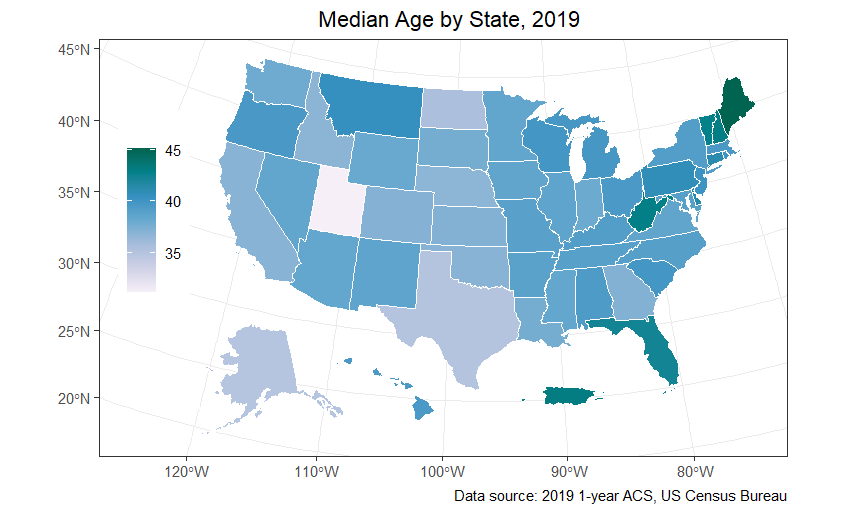 Median Age by State, 2019
45°N
40°N
35°N
30°N
25°N
20°N
45
40
35
120°W
110°W
100°W
90°W
80°W
Data source: 2019 1-year ACS, US Census Bureau